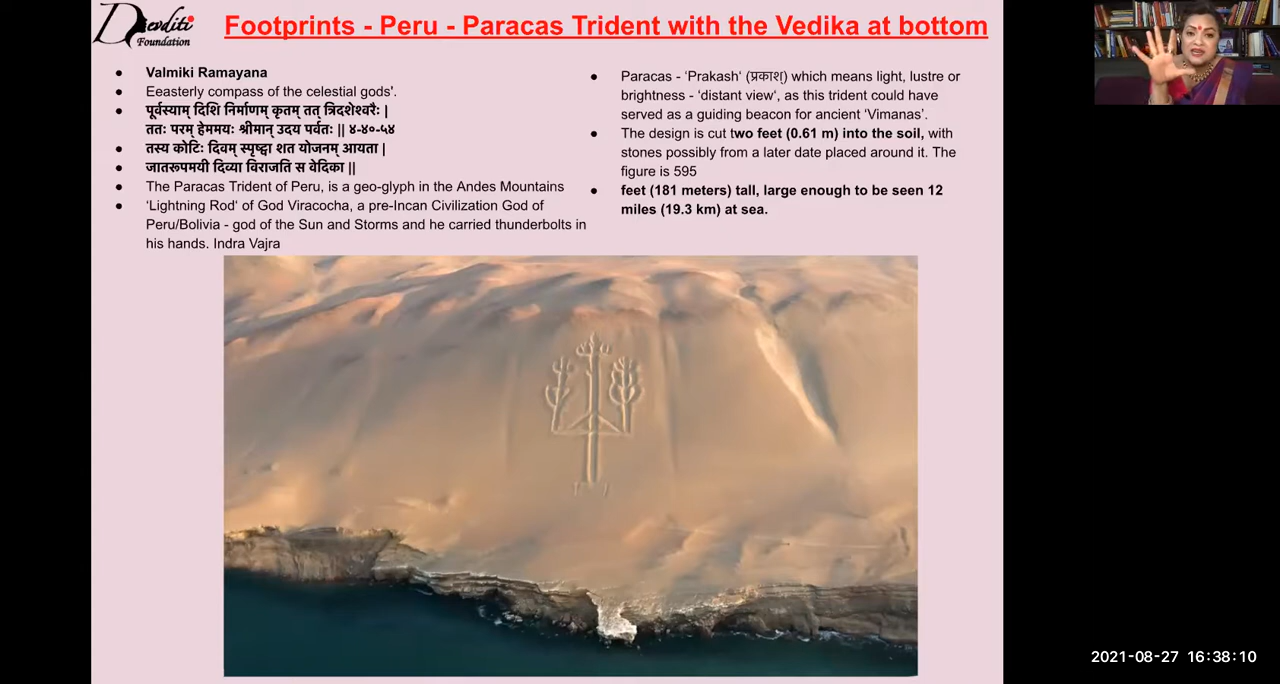 Devditi
Foundation
Footprints - Peru - Paracas Trident with the Vedika at bottom
● Valmiki Ramayana
● Eeasterly compass of the celestial gods'.
● पूर्वस्याम् दिशि निर्माणम् कृतम् तत् त्रिदशेश्वरैः |
ततः परम् हेममयः श्रीमान् उदय पर्वतः || ४-४०-५४
● तस्य कोटिः दिवम् स्पृष्ट्वा शत योजनम् आयता |
● जातरूपमयी दिव्या विराजति स वेदिका ||
● The Paracas Trident of Peru, is a geo-glyph in the Andes Mountains
● 'Lightning Rod' of God Viracocha, a pre-Incan Civilization God of
Peru/Bolivia - god of the Sun and Storms and he carried thunderbolts in
his hands. Indra Vajra
● Paracas - 'Prakash' (प्रकाश्) which means light, lustre or
brightness - 'distant view', as this trident could have
served as a guiding beacon for ancient 'Vimanas'.
● The design is cut two feet (0.61 m) into the soil, with
stones possibly from a later date placed around it. The
figure is 595
● feet (181 meters) tall, large enough to be seen 12
miles (19.3 km) at sea.
2021-08-27 16:38:10